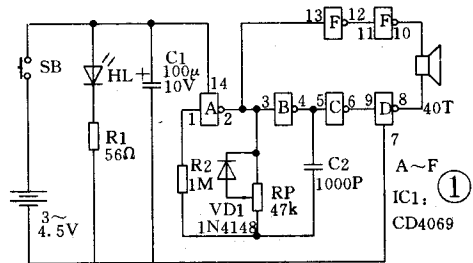 13 F 12 F
11 10
C1
SB HL + 100μ
10V 14
A 3 B 4 5 C 6 9 D 8
1 2 40T
R1 7
56Ω R2 C2 A～F
1M RP 1000P IC1: ①
3～ VD1 47k CD4069
4.5V 1N4148